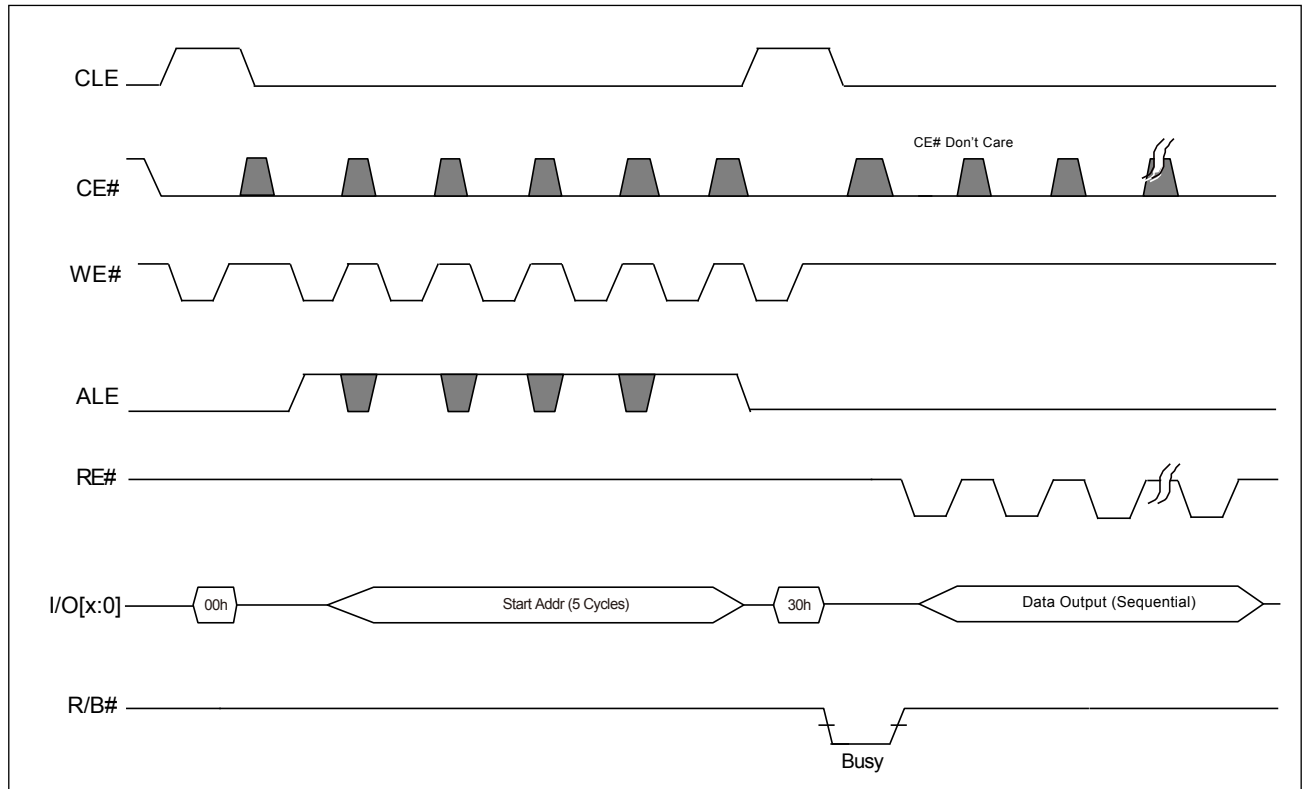 CLE
CE# Don't Care
CE#
WE#
ALE
RE#
I/O[x:0]
00h
Start Addr (5 Cycles)
30h
Data Output (Sequential)
R/B#
Busy